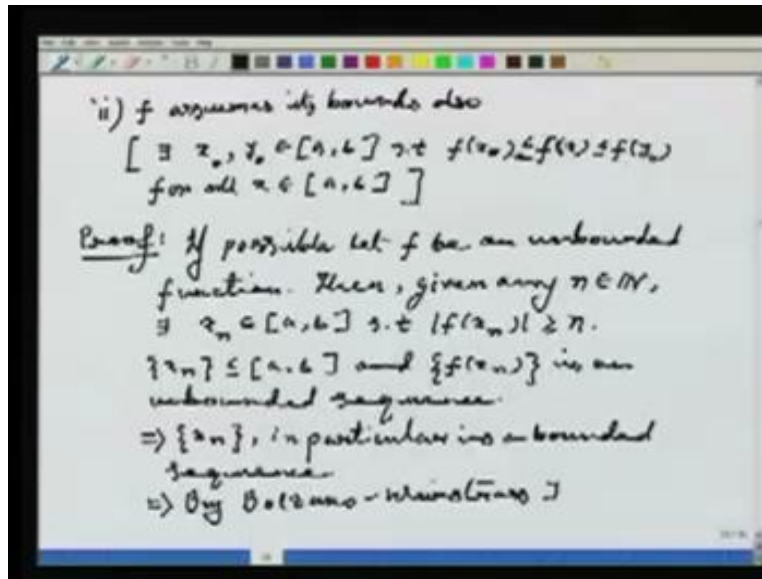 ii) f assumes its bounds also
[ ∃ x₀, y₀ ∈ [a,b] s.t f(x₀) ≤ f(x) ≤ f(y₀)
for all x ∈ [a,b] ]
Proof: If possible let f be an unbounded
function. Then, given any n ∈ ℕ,
∃ xₙ ∈ [a,b] s.t |f(xₙ)| ≥ n.
{xₙ} ⊆ [a,b] and {f(xₙ)} is an
unbounded sequence.
⇒ {xₙ}, in particular is a bounded
sequence
⇒ By Bolzano-Weinstrass J